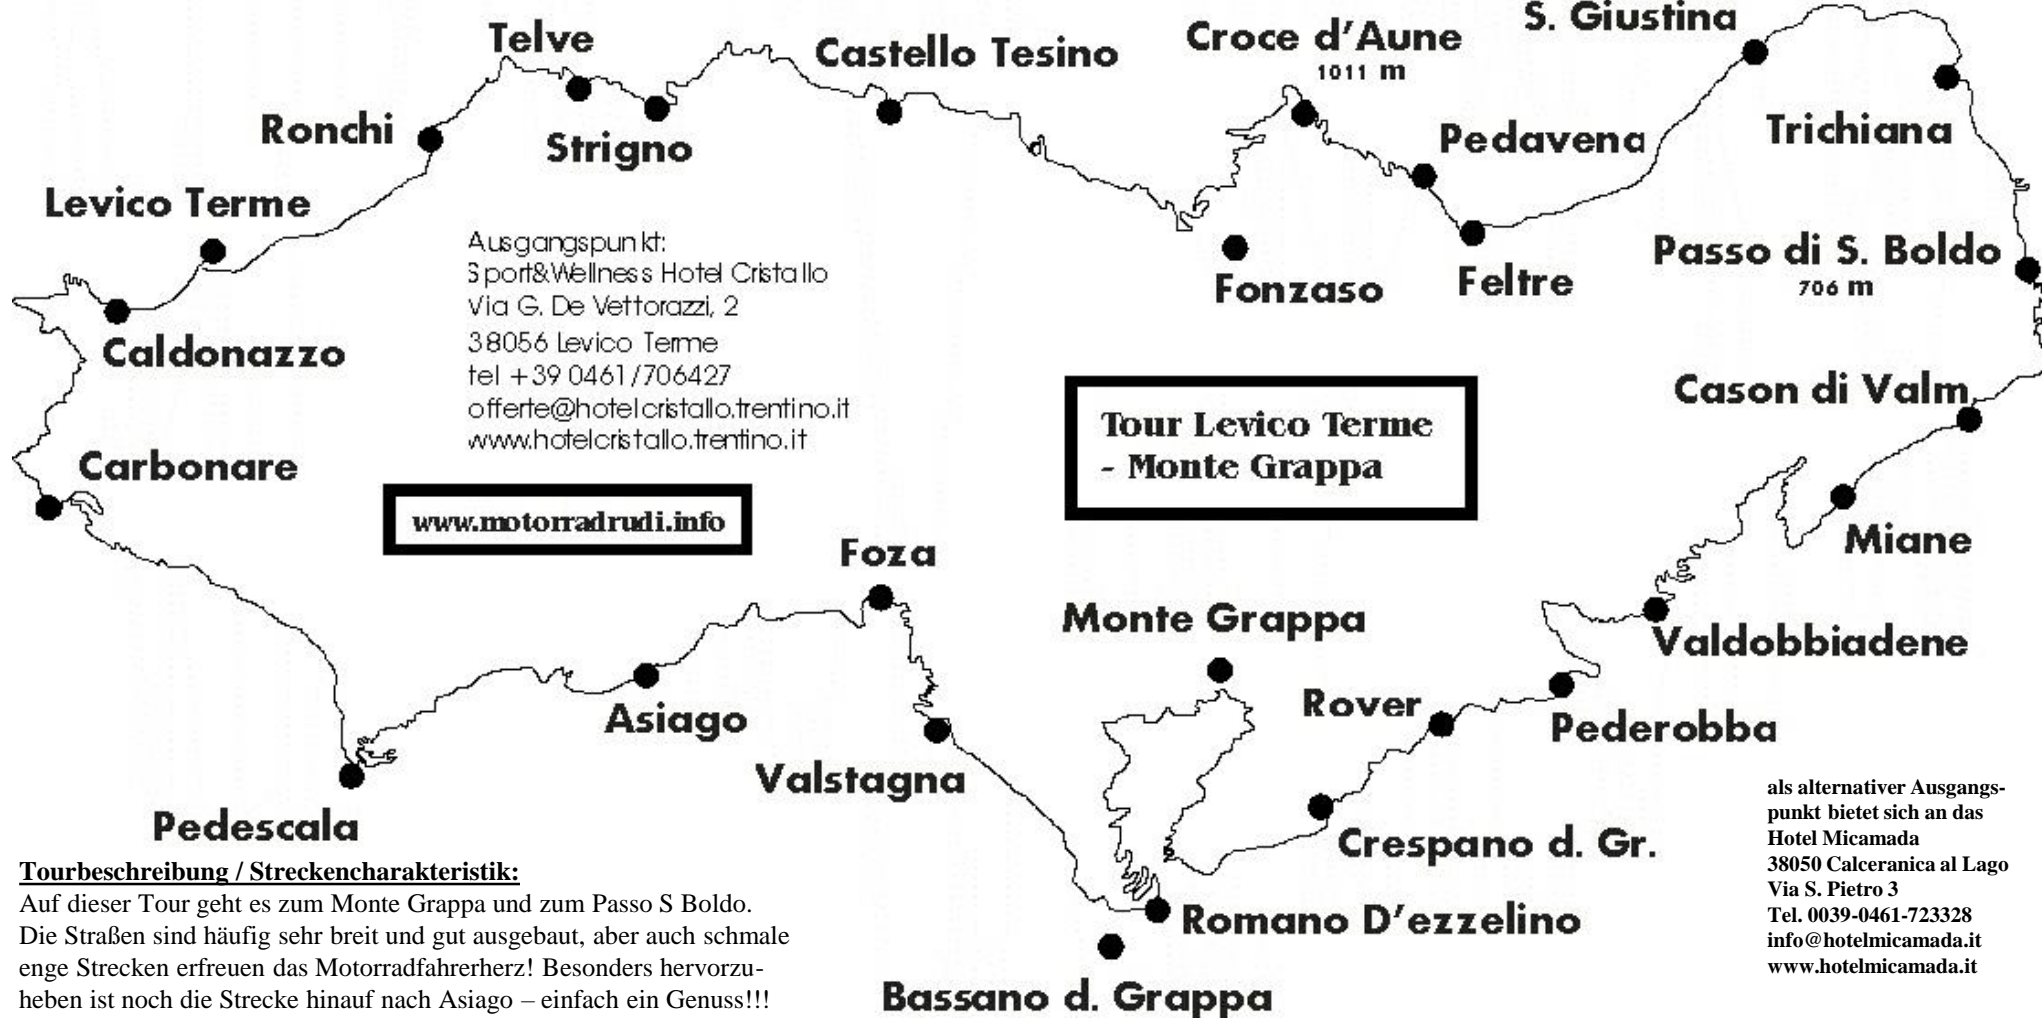 S. Giustina
Telve
Castello Tesino
Croce d'Aune
1011 m
Ronchi
Strigno
Pedavena
Trichiana
Levico Terme
Ausgangspunkt:
Sport&Wellness Hotel Cristallo
Via G. De Vettorazzi, 2
38056 Levico Terme
tel +39 0461/706427
offerte@hotelcristallo.trentino.it
www.hotelcristallo.trentino.it
Fonzaso
Feltre
Passo di S. Boldo
706 m
Caldonazzo
Cason di Valm
Tour Levico Terme
- Monte Grappa
Carbonare
www.motorradrudi.info
Foza
Miane
Monte Grappa
Valdobbiadene
Asiago
Rover
Pederobba
Valstagna
Pedescala
Crespano d. Gr.
Romano D'ezzelino
Bassano d. Grappa
als alternativer Ausgangs-
punkt bietet sich an das
Hotel Micamada
38050 Calceranica al Lago
Via S. Pietro 3
Tel. 0039-0461-723328
info@hotelmicamada.it
www.hotelmicamada.it
Tourbeschreibung / Streckencharakteristik:
Auf dieser Tour geht es zum Monte Grappa und zum Passo S Boldo.
Die Straßen sind häufig sehr breit und gut ausgebaut, aber auch schmale
enge Strecken erfreuen das Motorradfahrerherz! Besonders hervorzu-
heben ist noch die Strecke hinauf nach Asiago – einfach ein Genuss!!!